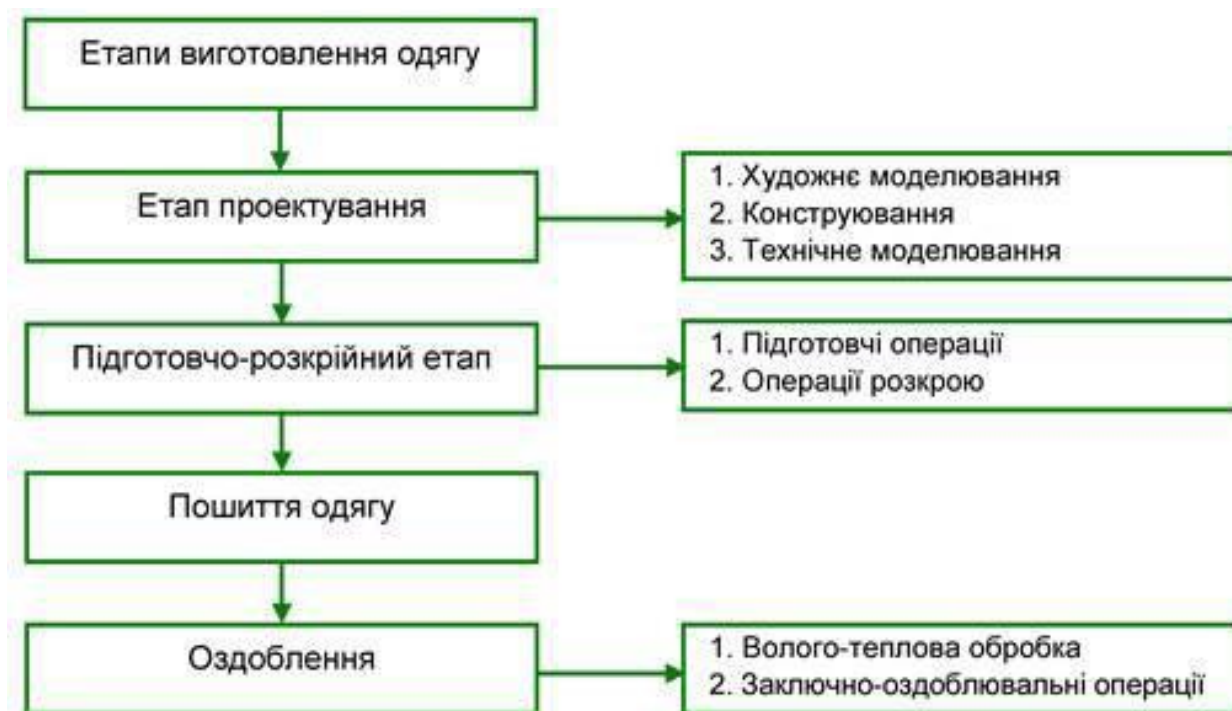 Етапи виготовлення одягу
Етап проектування
1. Художнє моделювання
2. Конструювання
3. Технічне моделювання
Підготовчо-розкрійний етап
1. Підготовчі операції
2. Операції розкрою
Пошиття одягу
Оздоблення
1. Волого-теплова обробка
2. Заключно-оздоблювальні операції